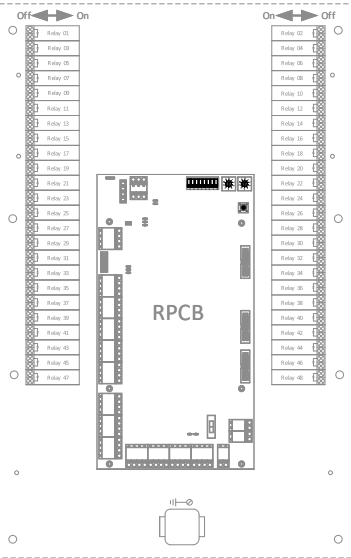 Off On
Relay 01
Relay 03
Relay 05
Relay 07
Relay 09
Relay 11
Relay 13
Relay 15
Relay 17
Relay 19
Relay 21
Relay 23
Relay 25
Relay 27
Relay 29
Relay 31
Relay 33
Relay 35
Relay 37
Relay 39
Relay 41
Relay 43
Relay 45
Relay 47
RPCB
On Off
Relay 02
Relay 04
Relay 06
Relay 08
Relay 10
Relay 12
Relay 14
Relay 16
Relay 18
Relay 20
Relay 22
Relay 24
Relay 26
Relay 28
Relay 30
Relay 32
Relay 34
Relay 36
Relay 38
Relay 40
Relay 42
Relay 44
Relay 46
Relay 48